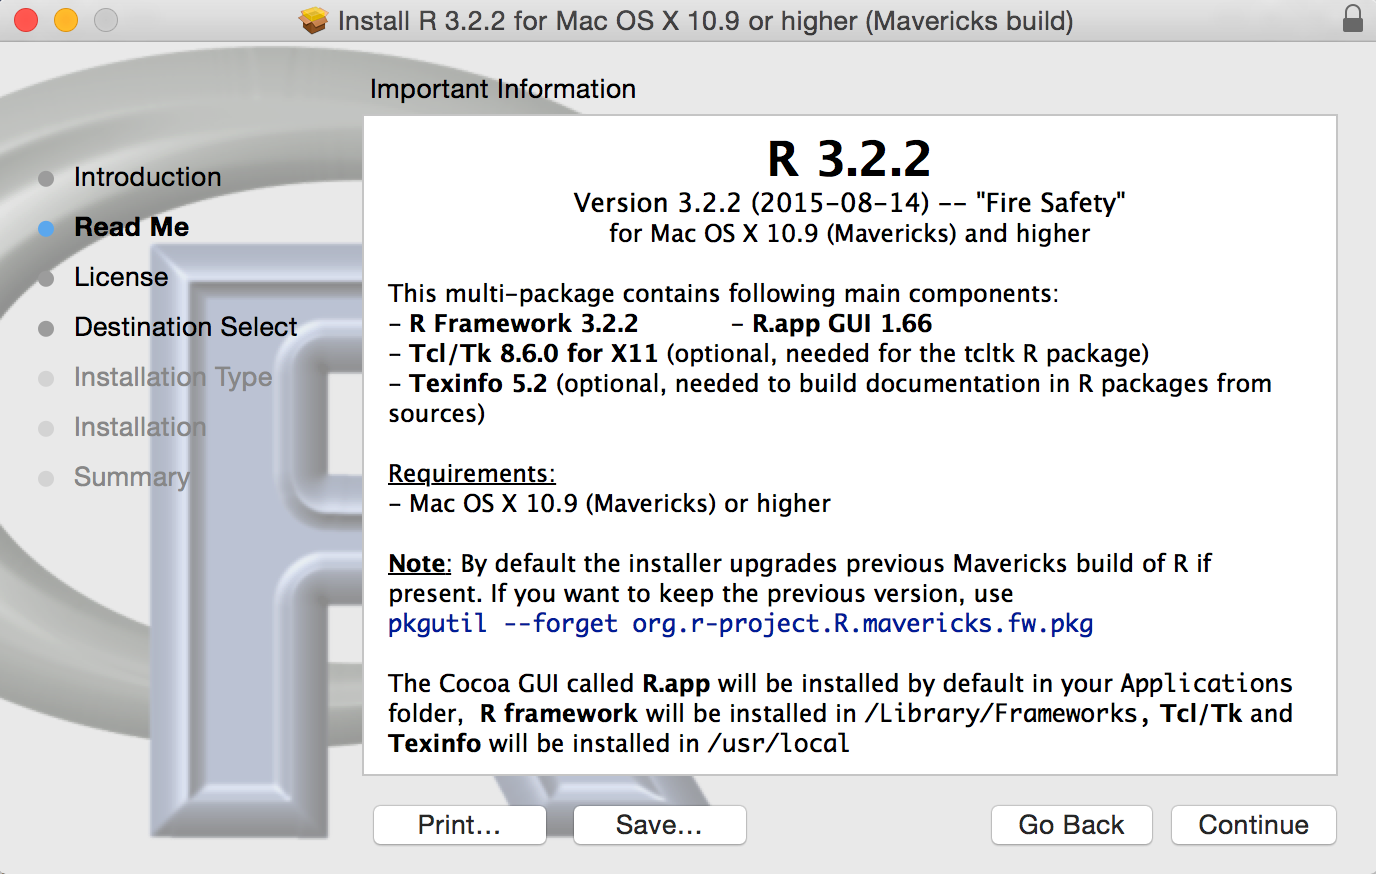 Install R 3.2.2 for Mac OS X 10.9 or higher (Mavericks build)
Important Information
Introduction
Read Me
License
Destination Select
Installation Type
Installation
Summary
R 3.2.2
Version 3.2.2 (2015-08-14) -- "Fire Safety"
for Mac OS X 10.9 (Mavericks) and higher
This multi-package contains following main components:
- R Framework 3.2.2 - R.app GUI 1.66
- Tcl/Tk 8.6.0 for X11 (optional, needed for the tcltk R package)
- Texinfo 5.2 (optional, needed to build documentation in R packages from
sources)
Requirements:
- Mac OS X 10.9 (Mavericks) or higher
Note: By default the installer upgrades previous Mavericks build of R if
present. If you want to keep the previous version, use
pkgutil --forget org.r-project.R.mavericks.fw.pkg
The Cocoa GUI called R.app will be installed by default in your Applications
folder, R framework will be installed in /Library/Frameworks, Tcl/Tk and
Texinfo will be installed in /usr/local
Print... Save... Go Back Continue